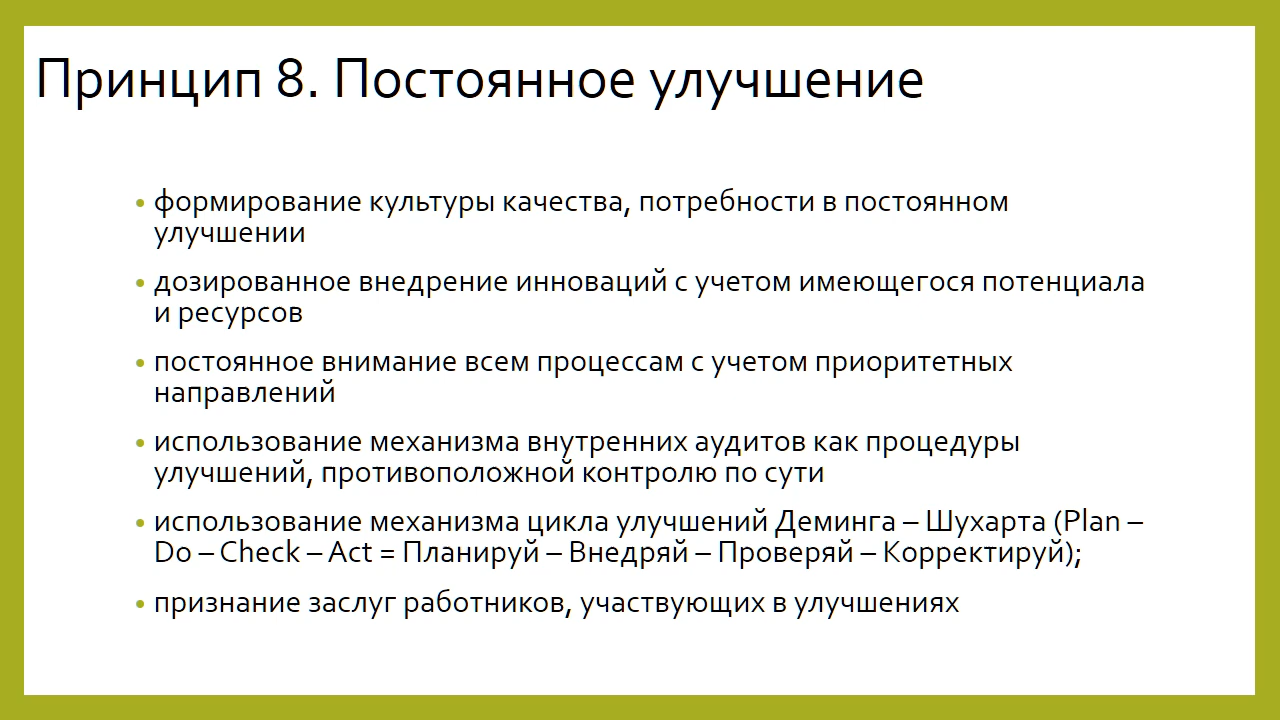 Принцип 8. Постоянное улучшение
• формирование культуры качества, потребности в постоянном
улучшении
• дозированное внедрение инноваций с учетом имеющегося потенциала
и ресурсов
• постоянное внимание всем процессам с учетом приоритетных
направлений
• использование механизма внутренних аудитов как процедуры
улучшений, противоположной контролю по сути
• использование механизма цикла улучшений Деминга – Шухарта (Plan –
Do – Check – Act = Планируй – Внедряй – Проверяй – Корректируй);
• признание заслуг работников, участвующих в улучшениях